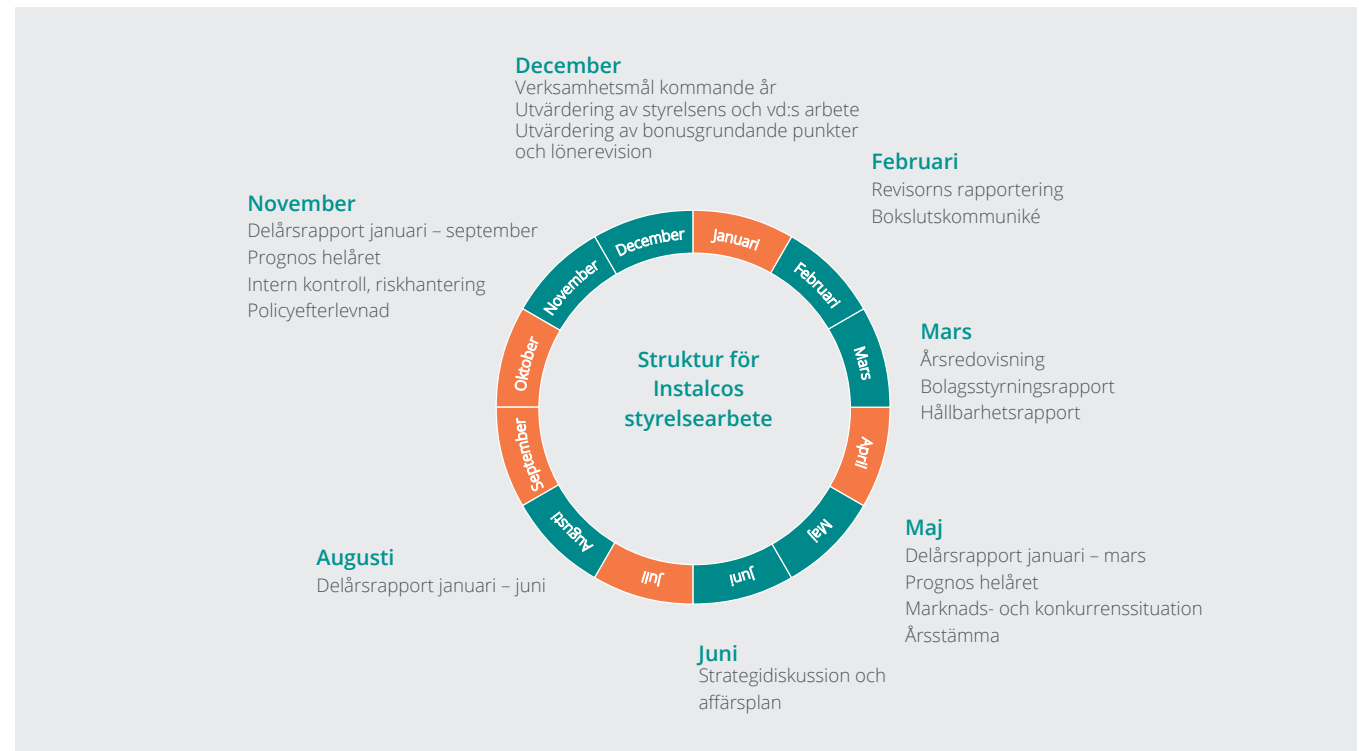 December
Verksamhetsmål kommande år
Utvärdering av styrelsens och vd:s arbete
Utvärdering av bonusgrundande punkter
och lönerevision
Februari
Revisorns rapportering
Bokslutskommuniké
November
Delårsrapport januari – september
Prognos helåret
Intern kontroll, riskhantering
Policyefterlevnad
Mars
Årsredovisning
Bolagsstyrningsrapport
Hållbarhetsrapport
Januari
Februari
Mars
April
Maj
Juni
Juli
Augusti
September
Oktober
November
December
Struktur för
Instalcos
styrelsearbete
Maj
Delårsrapport januari – mars
Prognos helåret
Marknads- och konkurrenssituation
Årsstämma
Augusti
Delårsrapport januari – juni
Juni
Strategidiskussion och
affärsplan